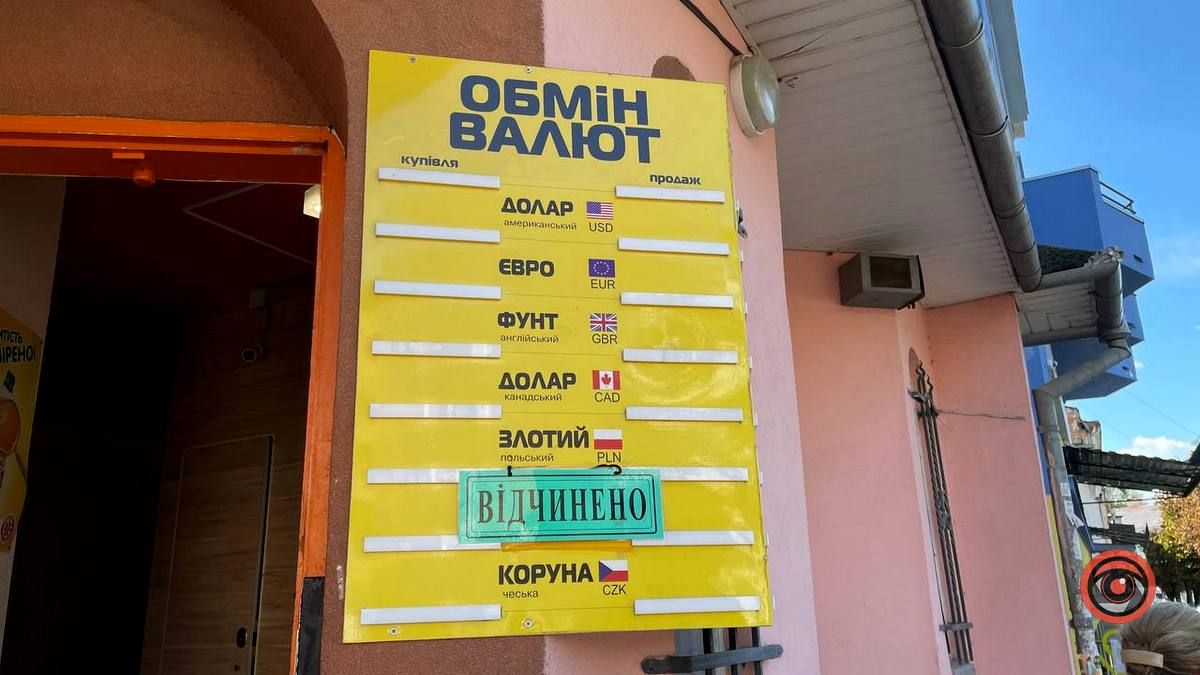 ОБМіН
ВАЛЮТ
купівля
продаж
ДОЛАР
американський USD
ЄВРО
EUR
ФУНТ
англійський GBR
ДОЛАР
канадський CAD
ЗЛОТИЙ
польський PLN
ВІДЧИНЕНО
КОРУНА
чеська CZK